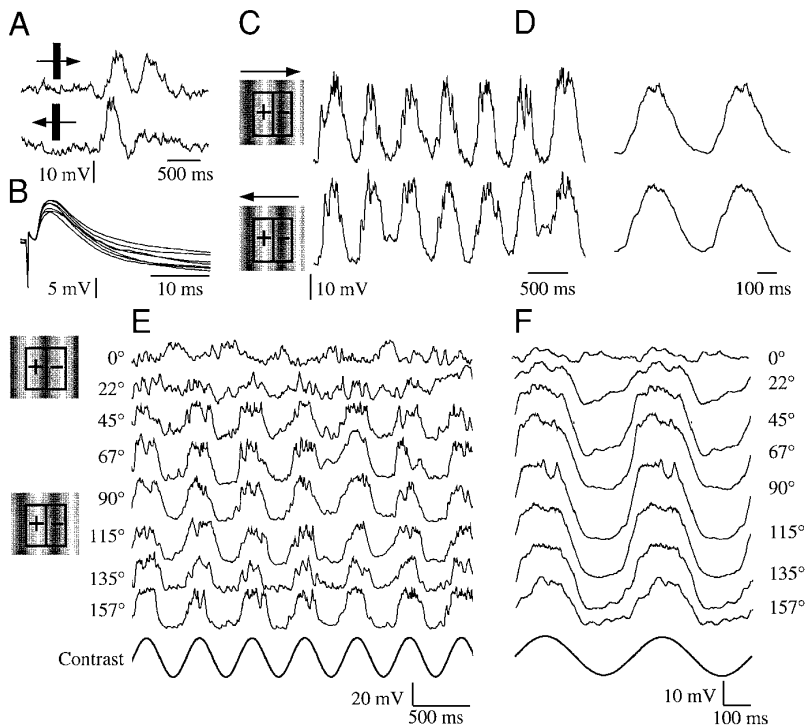 A
C
D
+ −
10 mV
500 ms
B
5 mV
10 ms
+ −
10 mV
500 ms
100 ms
E
F
+ −
0°
0°
22°
22°
45°
45°
67°
67°
90°
90°
+ −
115°
115°
135°
135°
157°
157°
Contrast
20 mV
500 ms
10 mV
100 ms